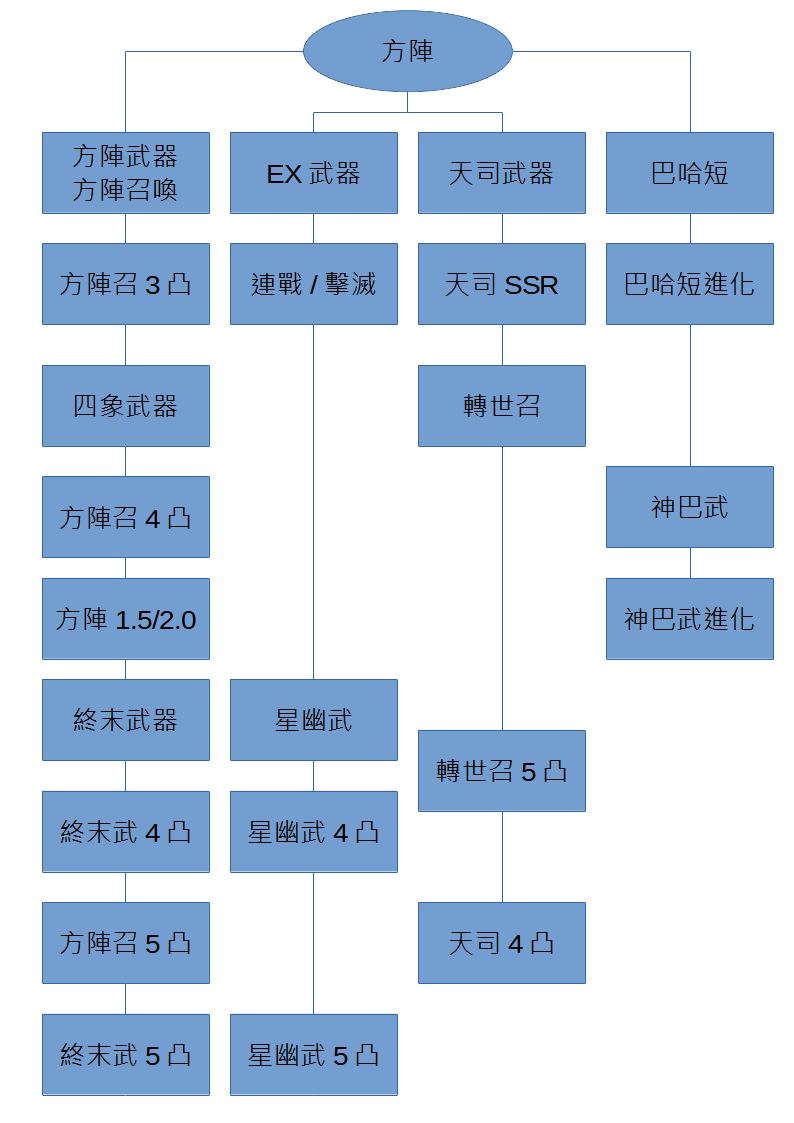 方陣
方陣武器
方陣召喚
EX 武器
天司武器
巴哈短
方陣召 3 凸
連戰 / 擊滅
天司 SSR
巴哈短進化
四象武器
轉世召
方陣召 4 凸
神巴武
方陣 1.5/2.0
神巴武進化
終末武器
星幽武
轉世召 5 凸
終末武 4 凸
星幽武 4 凸
方陣召 5 凸
天司 4 凸
終末武 5 凸
星幽武 5 凸